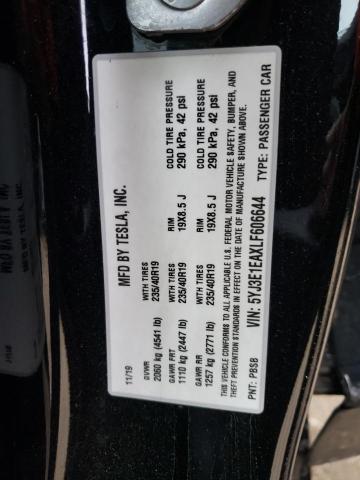 MFD BY TESLA, INC.
11/19
GVWR WITH TIRES RIM COLD TIRE PRESSURE
2060 kg (4541 lb) 235/40R19 19X8.5 J 290 kPa, 42 psi
GAWR FRT WITH TIRES RIM COLD TIRE PRESSURE
1110 kg (2447 lb) 235/40R19 19X8.5 J 290 kPa, 42 psi
GAWR RR
1257 kg (2771 lb)
THIS VEHICLE CONFORMS TO ALL APPLICABLE U.S. FEDERAL MOTOR VEHICLE SAFETY, BUMPER, AND
THEFT PREVENTION STANDARDS IN EFFECT ON THE DATE OF MANUFACTURE SHOWN ABOVE.
VIN: 5YJ3E1EAXLF606644
PNT: PBSB TYPE: PASSENGER CAR